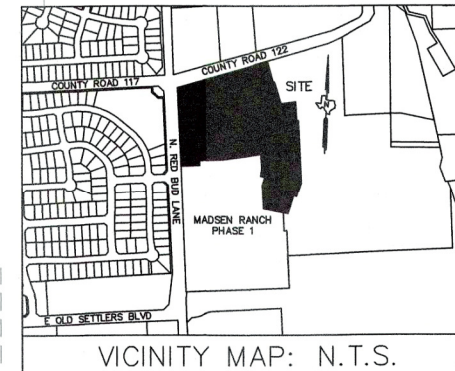 COUNTY ROAD 122
COUNTY ROAD 117
SITE
N. RED BUD LANE
MADSEN RANCH
PHASE 1
E OLD SETTLERS BLVD
VICINITY MAP: N.T.S.